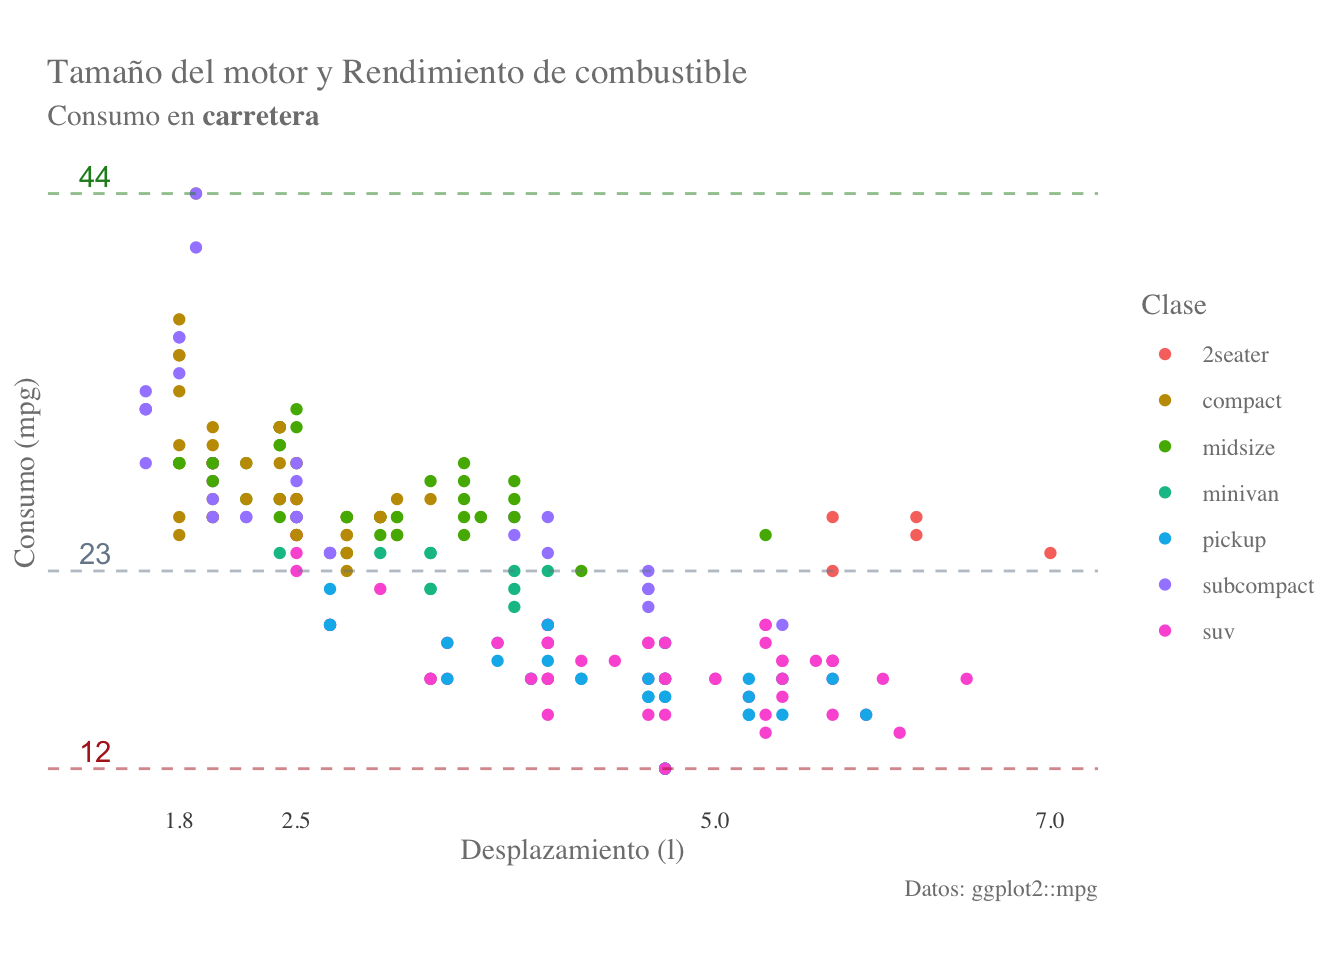 Tamaño del motor y Rendimiento de combustible
Consumo en carretera
44
23
12
Consumo (mpg)
1.8 2.5 5.0 7.0
Desplazamiento (l)
Clase
2seater
compact
midsize
minivan
pickup
subcompact
suv
Datos: ggplot2::mpg